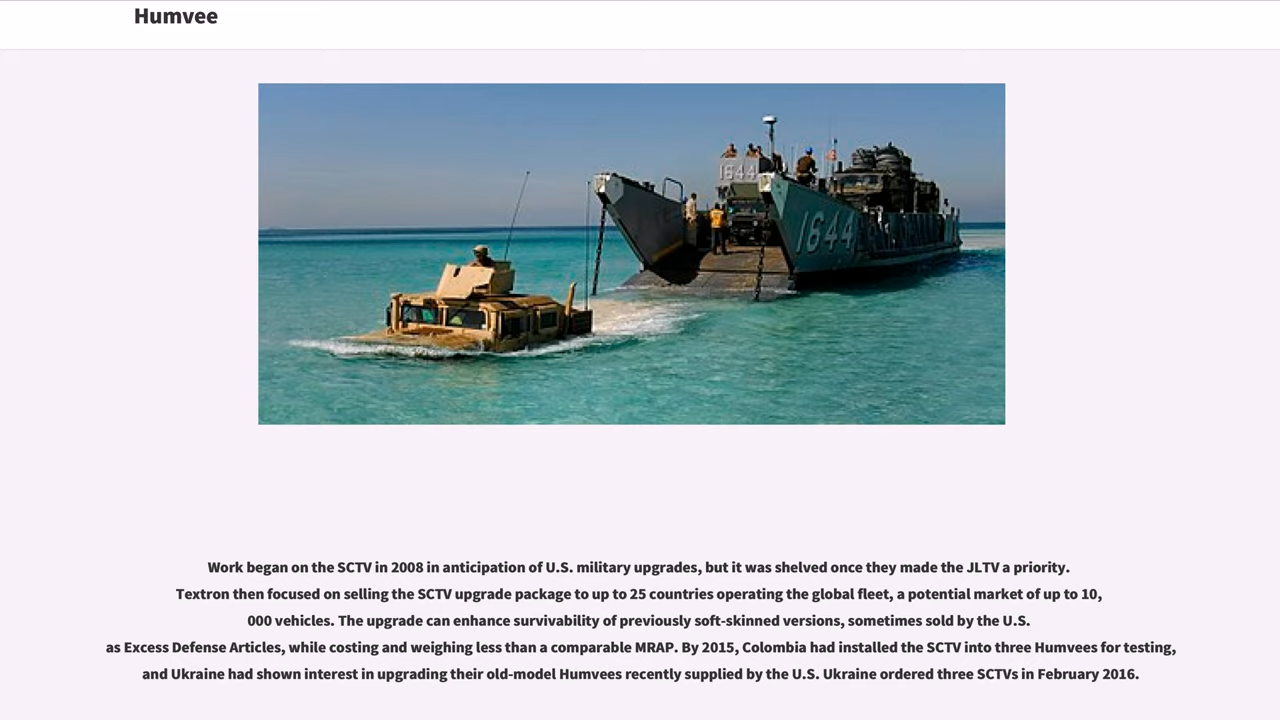 Humvee
1644
1644
Work began on the SCTV in 2008 in anticipation of U.S. military upgrades, but it was shelved once they made the JLTV a priority.
Textron then focused on selling the SCTV upgrade package to up to 25 countries operating the global fleet, a potential market of up to 10,
000 vehicles. The upgrade can enhance survivability of previously soft-skinned versions, sometimes sold by the U.S.
as Excess Defense Articles, while costing and weighing less than a comparable MRAP. By 2015, Colombia had installed the SCTV into three Humvees for testing,
and Ukraine had shown interest in upgrading their old-model Humvees recently supplied by the U.S. Ukraine ordered three SCTVs in February 2016.